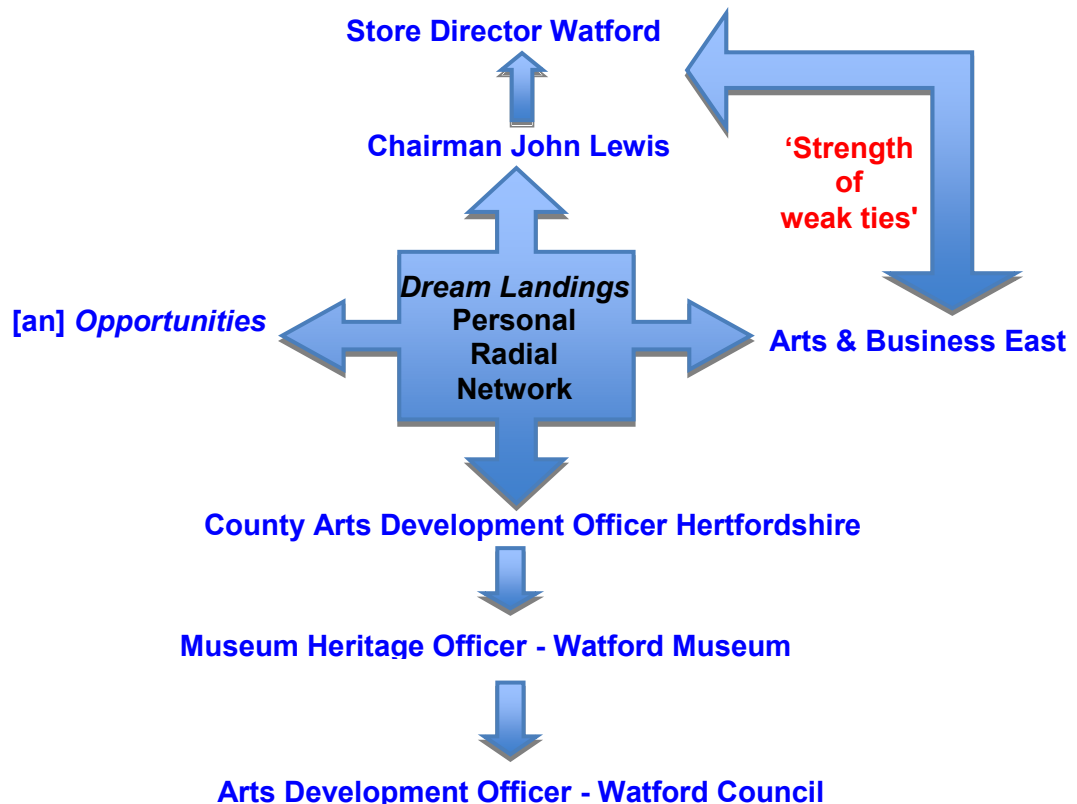 Store Director Watford
Chairman John Lewis
‘Strength
of
weak ties'
Dream Landings
Personal
Radial
Network
[an] Opportunities
Arts & Business East
County Arts Development Officer Hertfordshire
Museum Heritage Officer - Watford Museum
Arts Development Officer - Watford Council